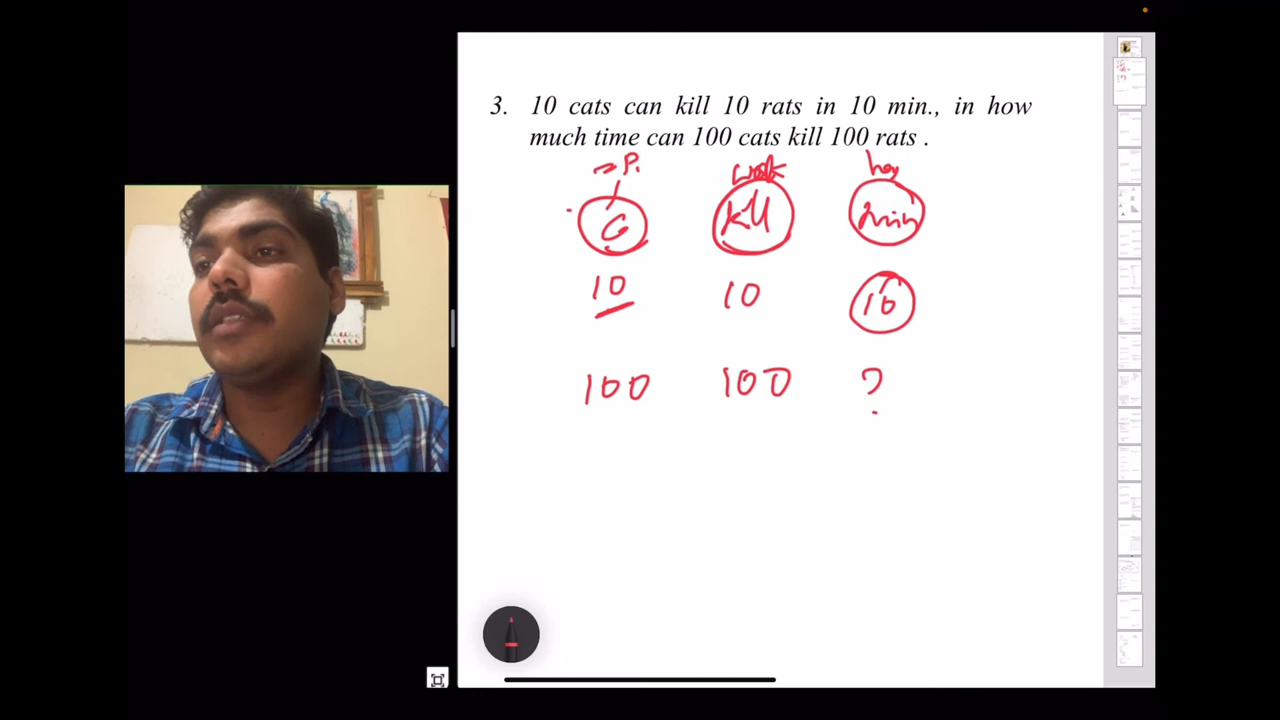 3. 10 cats can kill 10 rats in 10 min., in how
much time can 100 cats kill 100 rats .
P. work
C kill min
10 10 10
100 100 ?